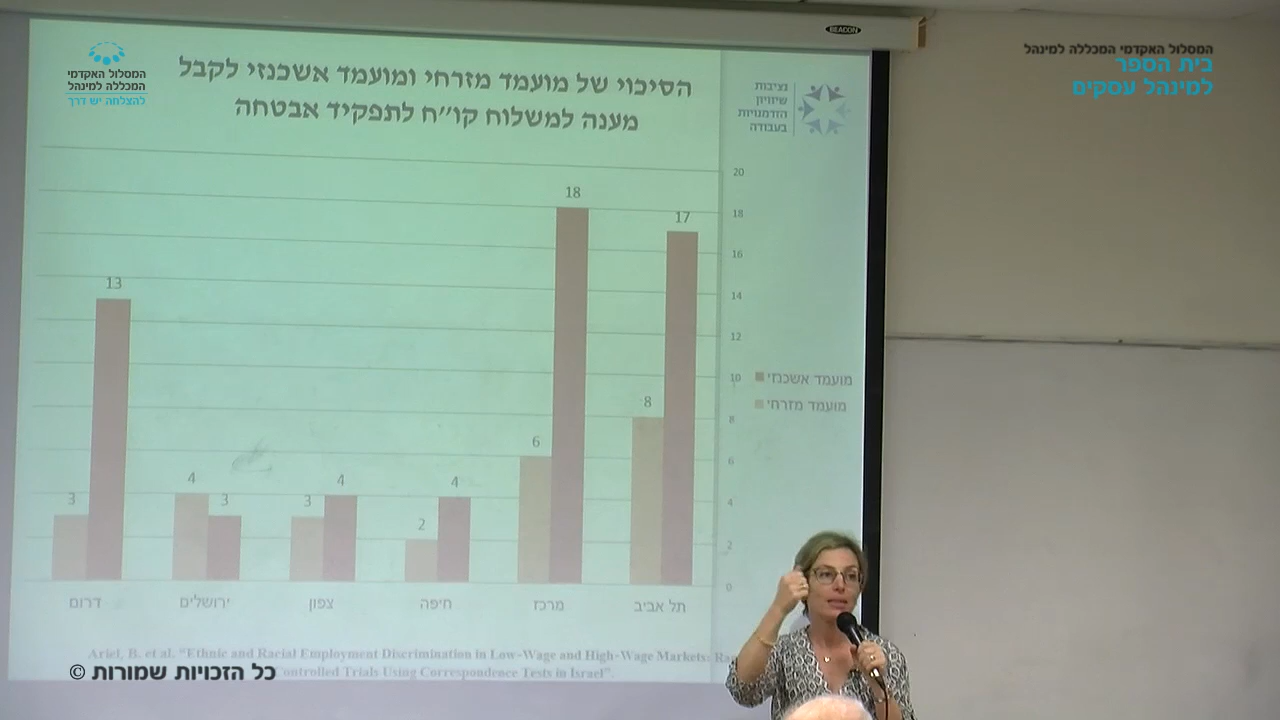 BEACON
המסלול האקדמי המכללה למינהל
בית הספר
למינהל עסקים
המסלול האקדמי
המכללה למינהל
להצלחה יש דרך
נציבות
שיוויון
הזדמנויות
בעבודה
הסיכוי של מועמד מזרחי ומועמד אשכנזי לקבל
מענה למשלוח קו״ח לתפקיד אבטחה
20
18
16
14
12
10
8
6
4
2
0
17
8
18
6
4
2
4
3
3
4
13
3
מועמד אשכנזי
מועמד מזרחי
תל אביב
מרכז
חיפה
צפון
ירושלים
דרום
Ariel, B. et al. “Ethnic and Racial Employment Discrimination in Low-Wage and High-Wage Markets:
Controlled Trials Using Correspondence Tests in Israel”.
כל הזכויות שמורות ©